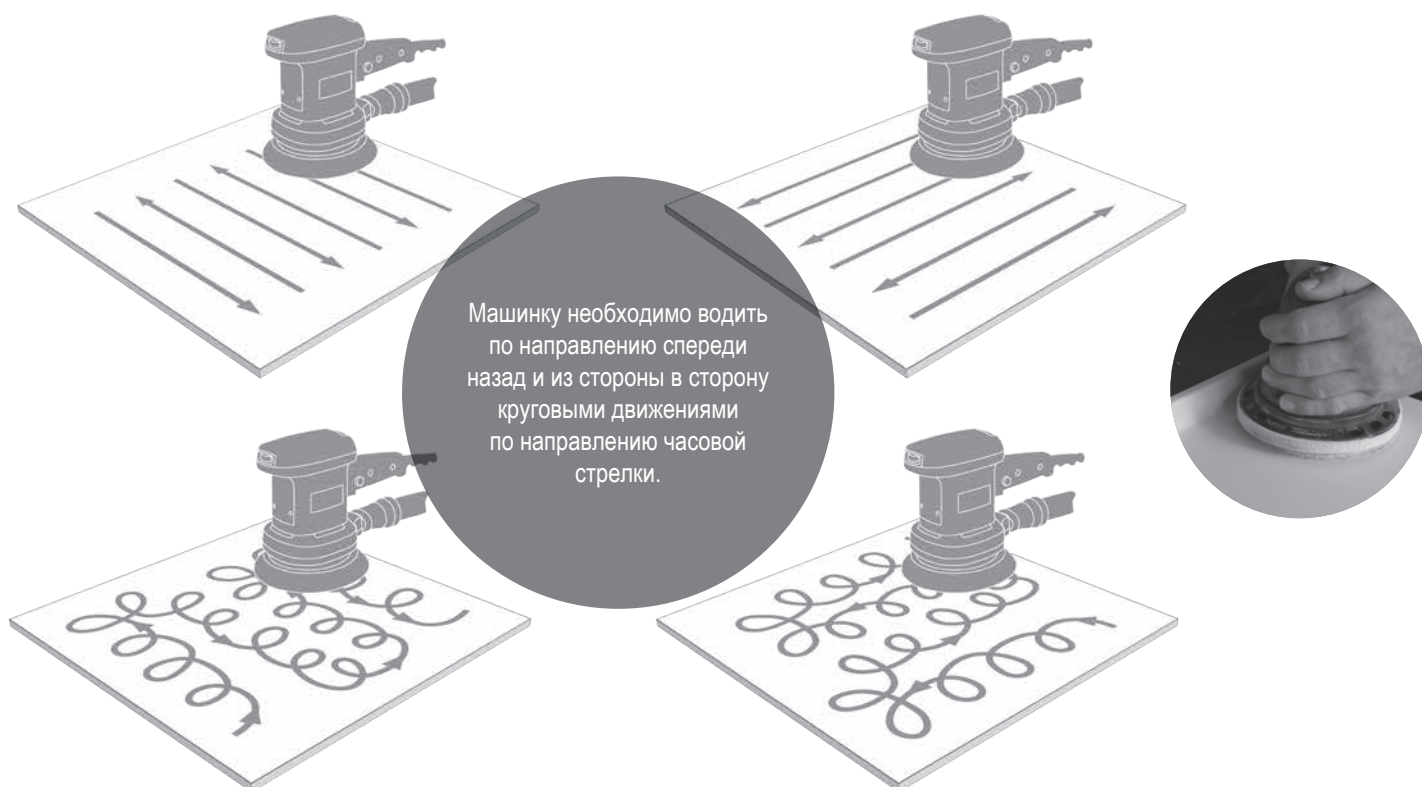 Машинку необходимо водить
по направлению спереди
назад и из стороны в сторону
круговыми движениями
по направлению часовой
стрелки.